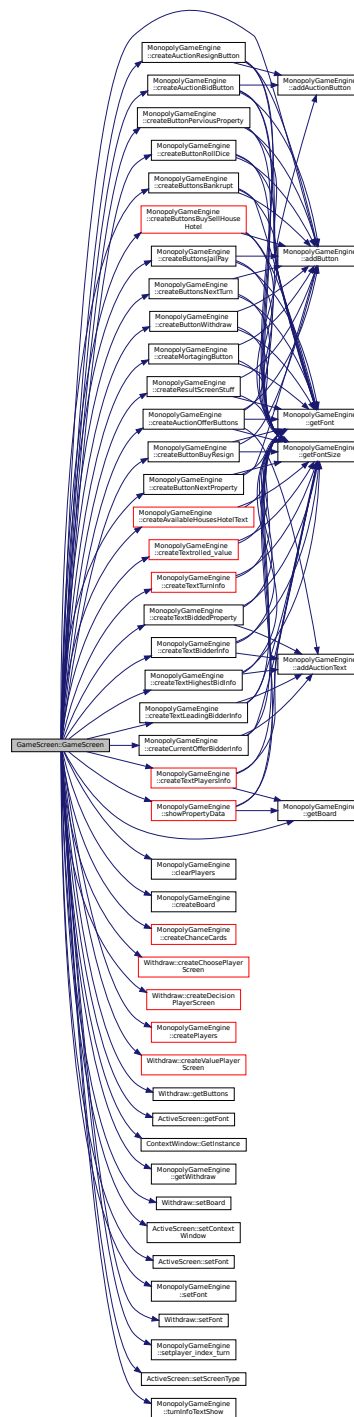 MonopolyGameEngine
::createAuctionResignButton
MonopolyGameEngine
::createAuctionBidButton
MonopolyGameEngine
::addAuctionButton
MonopolyGameEngine
::createButtonPerviousProperty
MonopolyGameEngine
::createButtonRollDice
MonopolyGameEngine
::createButtonsBankrupt
MonopolyGameEngine
::createButtonsBuySellHouse
Hotel
MonopolyGameEngine
::createButtonsJailPay
MonopolyGameEngine
::addButton
MonopolyGameEngine
::createButtonsNextTurn
MonopolyGameEngine
::createButtonWithdraw
MonopolyGameEngine
::createMortagingButton
MonopolyGameEngine
::createResultScreenStuff
MonopolyGameEngine
::createAuctionOfferButtons
MonopolyGameEngine
::getFont
MonopolyGameEngine
::createButtonBuyResign
MonopolyGameEngine
::getFontSize
MonopolyGameEngine
::createButtonNextProperty
MonopolyGameEngine
::createAvailableHousesHotelText
MonopolyGameEngine
::createTextrolled_value
MonopolyGameEngine
::createTextTurnInfo
MonopolyGameEngine
::createTextBiddedProperty
MonopolyGameEngine
::createTextBidderInfo
MonopolyGameEngine
::addAuctionText
MonopolyGameEngine
::createTextHighestBidInfo
MonopolyGameEngine
::createTextLeadingBidderInfo
GameScreen::GameScreen
MonopolyGameEngine
::createCurrentOfferBidderInfo
MonopolyGameEngine
::createTextPlayersInfo
MonopolyGameEngine
::showPropertyData
MonopolyGameEngine
::getBoard
MonopolyGameEngine
::clearPlayers
MonopolyGameEngine
::createBoard
MonopolyGameEngine
::createChanceCards
Withdraw::createChoosePlayer
Screen
Withdraw::createDecision
PlayerScreen
MonopolyGameEngine
::createPlayers
Withdraw::createValuePlayer
Screen
Withdraw::getButtons
ActiveScreen::getFont
ContextWindow::GetInstance
MonopolyGameEngine
::getWithdraw
Withdraw::setBoard
ActiveScreen::setContext
Window
ActiveScreen::setFont
MonopolyGameEngine
::setFont
Withdraw::setFont
MonopolyGameEngine
::setplayer_index_turn
ActiveScreen::setScreenType
MonopolyGameEngine
::turnInfoTextShow